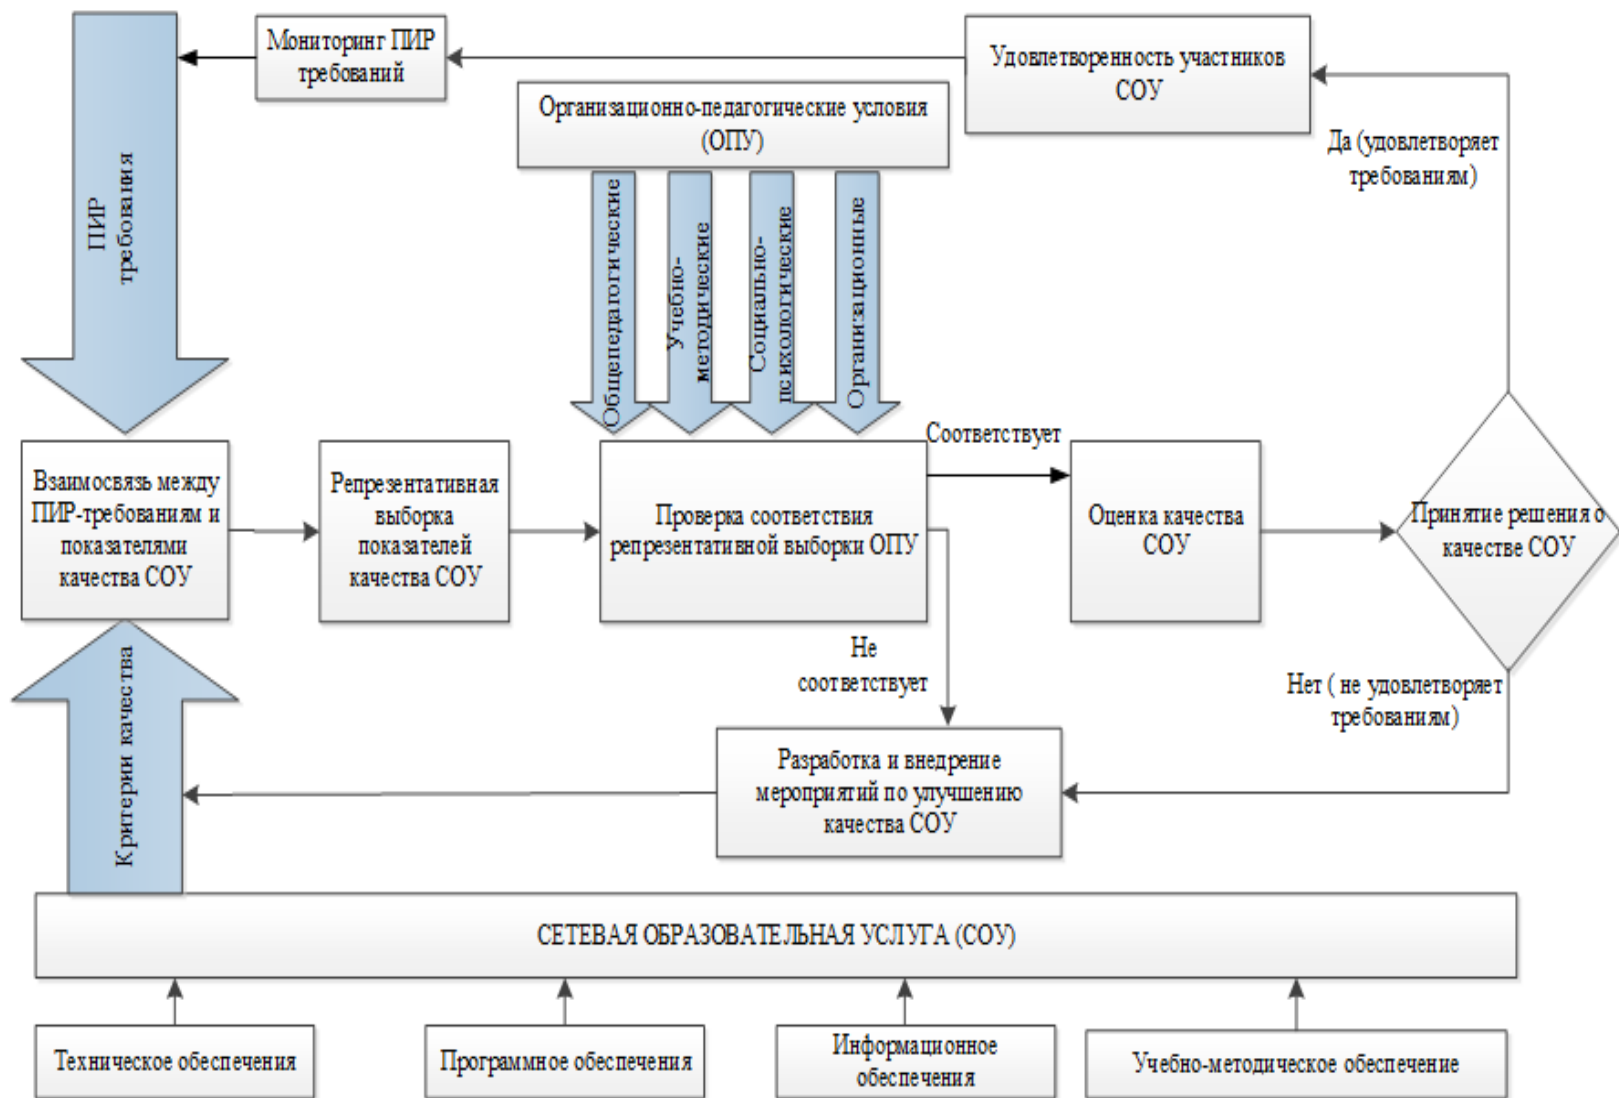 Мониторинг ПИР
требований
Удовлетворенность участников
СОУ
Организационно-педагогические условия
(ОПУ)
Да (удовлетворяет
требованиям)
ПИР
требования
Общепедагогические
Учебно-
методические
Социально-
психологические
Организационные
Соответствует
Взаимосвязь между
ПИР-требованиям и
показателями
качества СОУ
Репрезентативная
выборка
показателей
качества СОУ
Проверка соответствия
репрезентативной выборки ОПУ
Оценка качества
СОУ
Принятие решения о
качестве СОУ
Не
соответствует
Нет ( не удовлетворяет
требованиям)
Критерии качества
Разработка и внедрение
мероприятий по улучшению
качества СОУ
СЕТЕВАЯ ОБРАЗОВАТЕЛЬНАЯ УСЛУГА (СОУ)
Техническое обеспечения
Программное обеспечения
Информационное
обеспечения
Учебно-методическое обеспечение